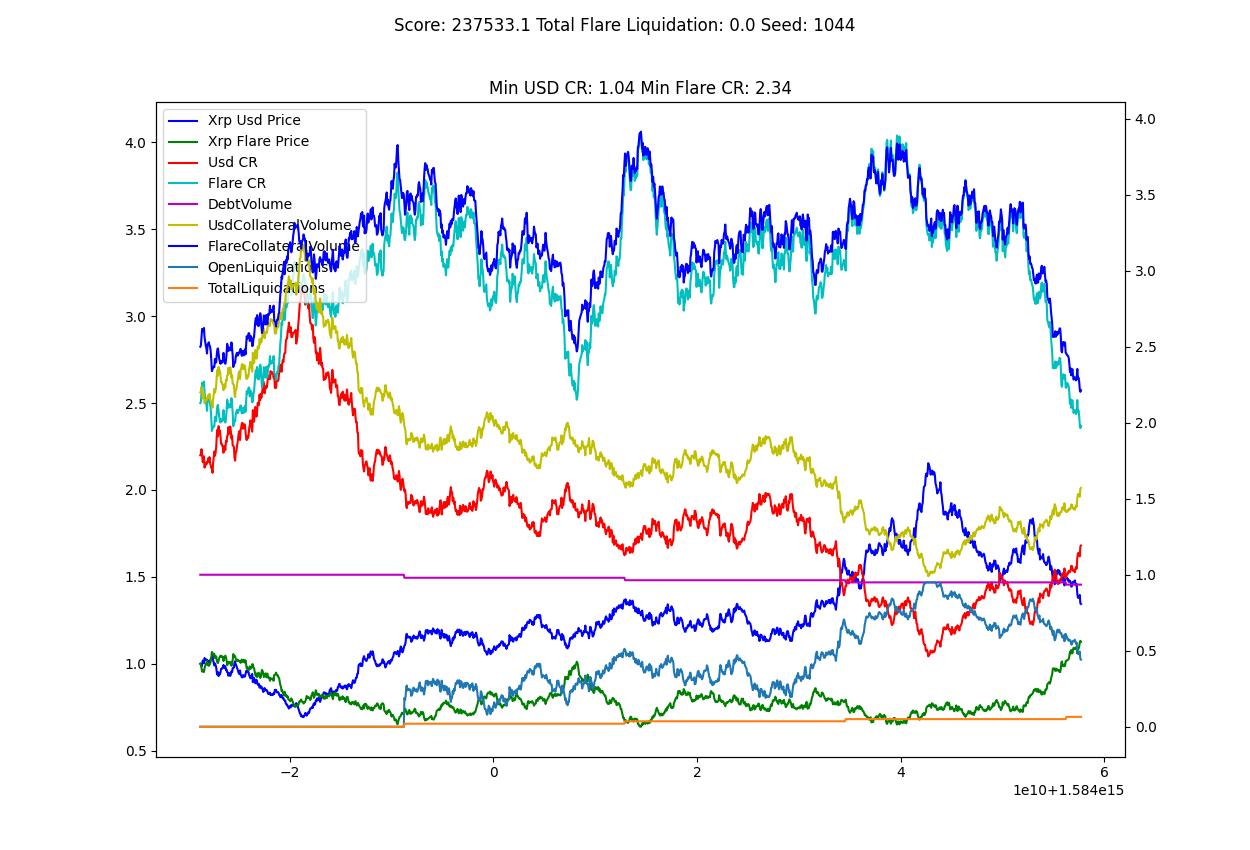 Score: 237533.1 Total Flare Liquidation: 0.0 Seed: 1044
Min USD CR: 1.04 Min Flare CR: 2.34
Xrp Usd Price
Xrp Flare Price
Usd CR
Flare CR
DebtVolume
UsdCollateralVolume
FlareCollateralVolume
OpenLiquidations
TotalLiquidations
4.0
3.5
3.0
2.5
2.0
1.5
1.0
0.5
4.0
3.5
3.0
2.5
2.0
1.5
1.0
0.5
0.0
−2 0 2 4 6
1e10+1.584e15